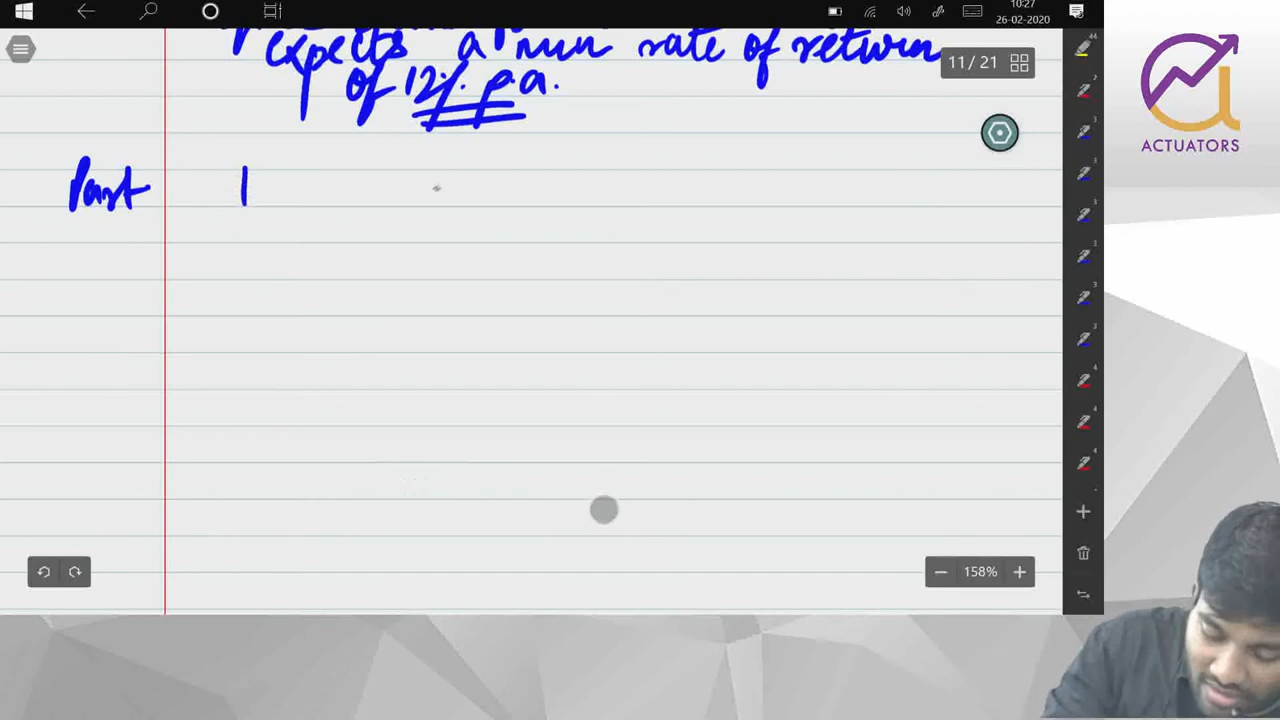 10:27
26-02-2020
expects a min rate of return
of 12% p.a.
11 / 21
ACTUATORS
Part 1
158%